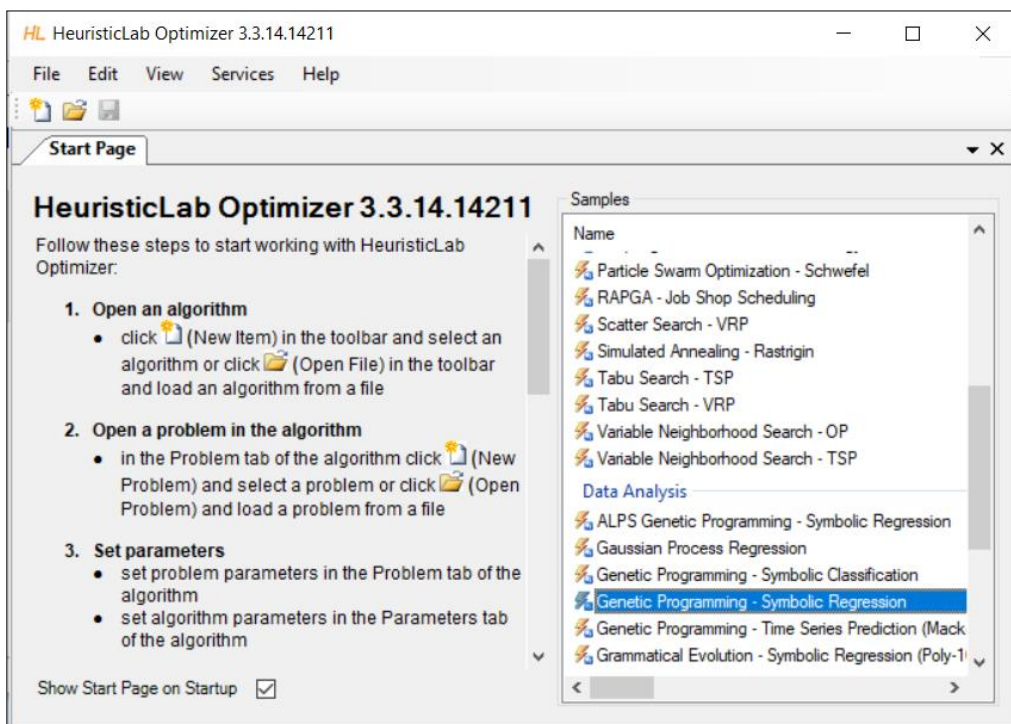 HL HeuristicLab Optimizer 3.3.14.14211
File Edit View Services Help
Start Page
HeuristicLab Optimizer 3.3.14.14211
Follow these steps to start working with HeuristicLab
Optimizer:
1. Open an algorithm
• click (New Item) in the toolbar and select an
algorithm or click (Open File) in the toolbar
and load an algorithm from a file
2. Open a problem in the algorithm
• in the Problem tab of the algorithm click (New
Problem) and select a problem or click (Open
Problem) and load a problem from a file
3. Set parameters
• set problem parameters in the Problem tab of the
algorithm
• set algorithm parameters in the Parameters tab
of the algorithm
Show Start Page on Startup
Samples
Name
Particle Swarm Optimization - Schwefel
RAPGA - Job Shop Scheduling
Scatter Search - VRP
Simulated Annealing - Rastrigin
Tabu Search - TSP
Tabu Search - VRP
Variable Neighborhood Search - OP
Variable Neighborhood Search - TSP
Data Analysis
ALPS Genetic Programming - Symbolic Regression
Gaussian Process Regression
Genetic Programming - Symbolic Classification
Genetic Programming - Symbolic Regression
Genetic Programming - Time Series Prediction (Mack
Grammatical Evolution - Symbolic Regression (Poly-1